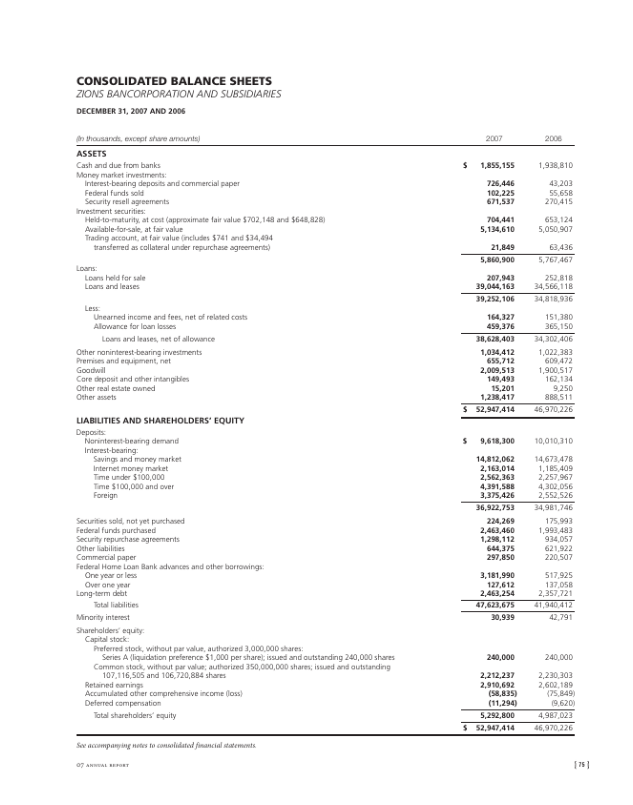 CONSOLIDATED BALANCE SHEETS
ZIONS BANCORPORATION AND SUBSIDIARIES
DECEMBER 31, 2007 AND 2006
(In thousands, except share amounts) 2007 2006
ASSETS
Cash and due from banks $ 1,855,155 1,938,810
Money market investments:
Interest-bearing deposits and commercial paper 726,446 43,203
Federal funds sold 102,225 55,658
Security resell agreements 671,537 270,415
Investment securities:
Held-to-maturity, at cost (approximate fair value $702,148 and $648,828) 704,441 653,124
Available-for-sale, at fair value 5,134,610 5,050,907
Trading account, at fair value (includes $741 and $34,494
transferred as collateral under repurchase agreements) 21,849 63,436
5,860,900 5,767,467
Loans:
Loans held for sale 207,943 252,818
Loans and leases 39,044,163 34,566,118
39,252,106 34,818,936
Less:
Unearned income and fees, net of related costs 164,327 151,380
Allowance for loan losses 459,376 365,150
Loans and leases, net of allowance 38,628,403 34,302,406
Other noninterest-bearing investments 1,034,412 1,022,383
Premises and equipment, net 655,712 609,472
Goodwill 2,009,513 1,900,517
Core deposit and other intangibles 149,493 162,134
Other real estate owned 15,201 9,250
Other assets 1,238,417 888,511
$ 52,947,414 46,970,226
LIABILITIES AND SHAREHOLDERS' EQUITY
Deposits:
Noninterest-bearing demand $ 9,618,300 10,010,310
Interest-bearing:
Savings and money market 14,812,062 14,673,478
Internet money market 2,163,014 1,185,409
Time under $100,000 2,562,363 2,257,967
Time $100,000 and over 4,391,588 4,302,056
Foreign 3,375,426 2,552,526
36,922,753 34,981,746
Securities sold, not yet purchased 224,269 175,993
Federal funds purchased 2,463,460 1,993,483
Security repurchase agreements 1,298,112 934,057
Other liabilities 644,375 621,922
Commercial paper 297,850 220,507
Federal Home Loan Bank advances and other borrowings:
One year or less 3,181,990 517,925
Over one year 127,612 137,058
Long-term debt 2,463,254 2,357,721
Total liabilities 47,623,675 41,940,412
Minority interest 30,939 42,791
Shareholders' equity:
Capital stock:
Preferred stock, without par value, authorized 3,000,000 shares:
Series A (liquidation preference $1,000 per share); issued and outstanding 240,000 shares 240,000 240,000
Common stock, without par value; authorized 350,000,000 shares; issued and outstanding
107,116,505 and 106,720,884 shares 2,212,237 2,230,303
Retained earnings 2,910,692 2,602,189
Accumulated other comprehensive income (loss) (58,835) (75,849)
Deferred compensation (11,294) (9,620)
Total shareholders' equity 5,292,800 4,987,023
$ 52,947,414 46,970,226
See accompanying notes to consolidated financial statements.
07 ANNUAL REPORT [ 75 ]